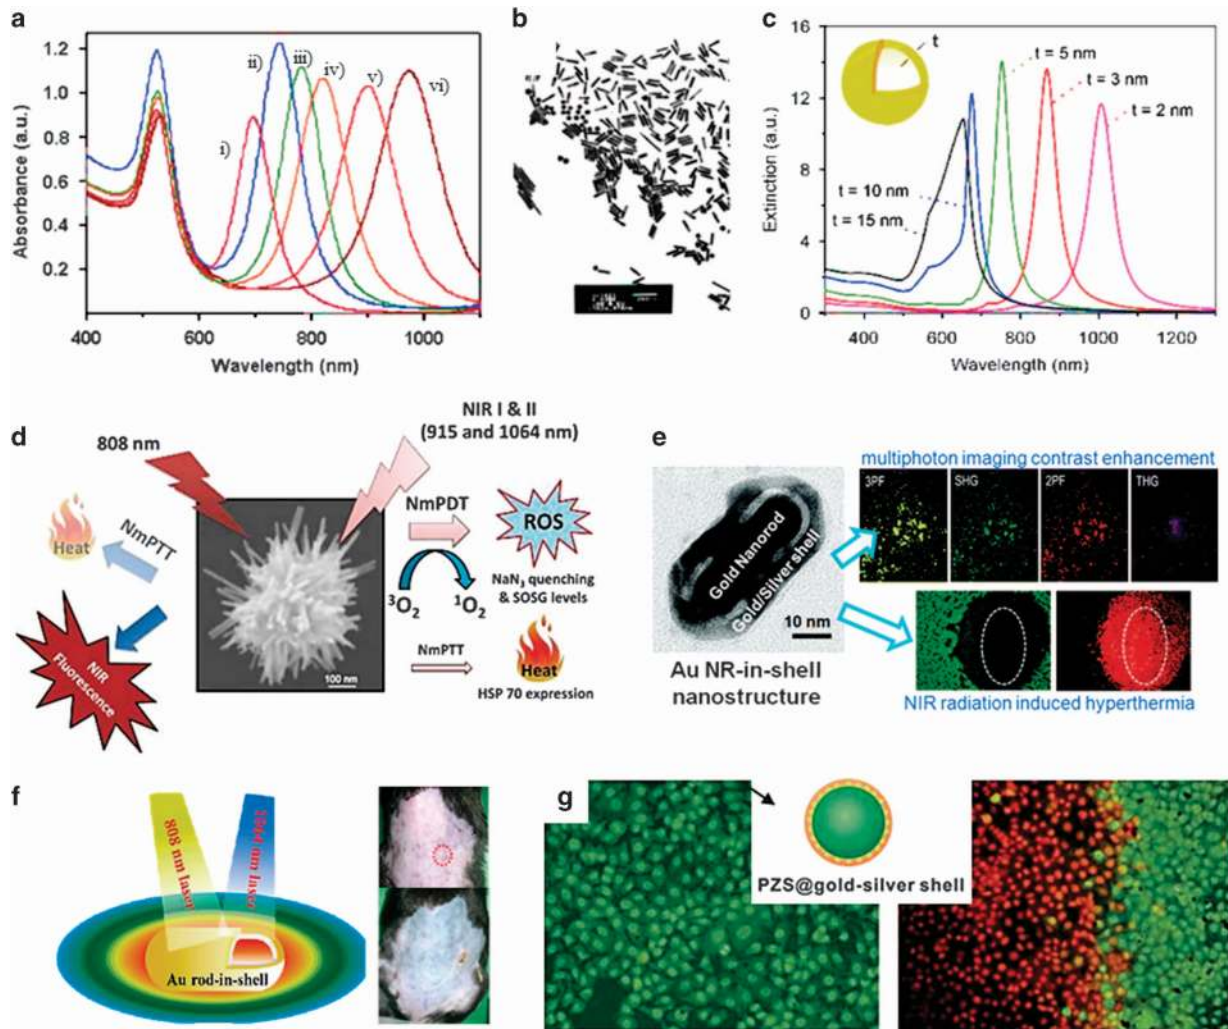 a
1.2
1.0
0.8
0.6
0.4
0.2
i)
ii)
iii)
iv)
v)
vi)
400 600 800 1000
Wavelength (nm)
Absorbance (a.u.)
b
c
16
12
8
4
0
t
t = 5 nm
t = 3 nm
t = 2 nm
t = 10 nm
t = 15 nm
400 600 800 1000 1200
Wavelength (nm)
Extinction (a.u.)
d
808 nm
NIR I & II
(915 and 1064 nm)
Heat
NmPTT
NIR
Fluorescence
100 nm
NmPDT
ROS
³O₂
¹O₂
NaN₃ quenching
& SOSG levels
NmPTT
Heat
HSP 70 expression
e
multiphoton imaging contrast enhancement
3PF
SHG
2PF
THG
Gold Nanorod
Gold/Silver shell
10 nm
Au NR-in-shell
nanostructure
NIR radiation induced hyperthermia
f
808 nm laser
1064 nm laser
Au rod-in-shell
g
PZS@gold-silver shell